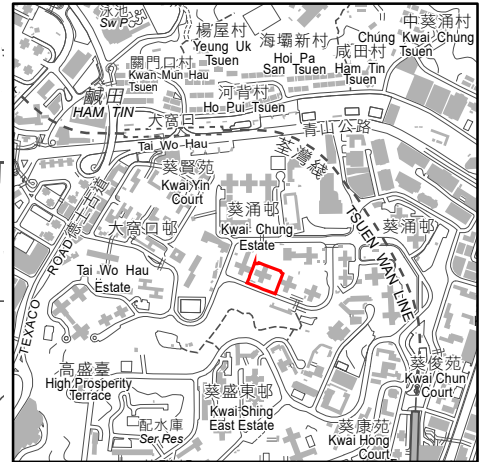 泳池
Sw P
楊屋村
Yeung Uk
Tsuen
海壩新村
Hoi Pa
San Tsuen
中葵涌村
Chung Kwai Chung
Tsuen
咸田村
Ham Tin
Tsuen
關門口村
Kwan Mun Hau
Tsuen
鹹田
HAM TIN
河背村
Ho Pui Tsuen
大窩口
Tai Wo Hau
青山公路
荃灣綫
TSUEN WAN LINE
葵賢苑
Kwai Yin
Court
葵涌邨
Kwai Chung
Estate
葵涌邨
德士古道
TEXACO ROAD
大窩口邨
Tai Wo Hau
Estate
高盛臺
High Prosperity
Terrace
配水庫
Ser Res
葵盛東邨
Kwai Shing
East Estate
葵俊苑
Kwai Chun
Court
葵康苑
Kwai Hong
Court